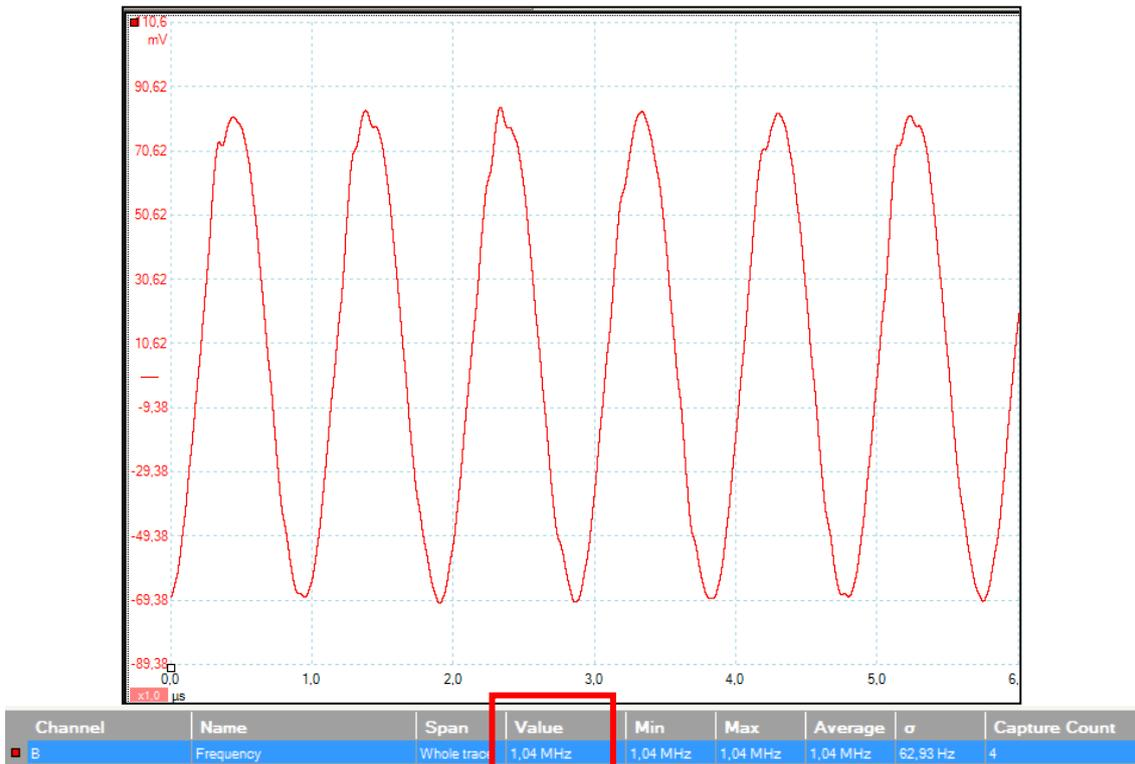 10,6
mV
90.62
70,62
50,62
30,62
10,62
-9,38
-29,38
-49,38
-69,38
-89,38
0,0 1,0 2,0 3,0 4,0 5,0 6,
x1,0 µs
Channel Name Span Value Min Max Average σ Capture Count
B Frequency Whole trace 1,04 MHz 1,04 MHz 1,04 MHz 1,04 MHz 62,93 Hz 4